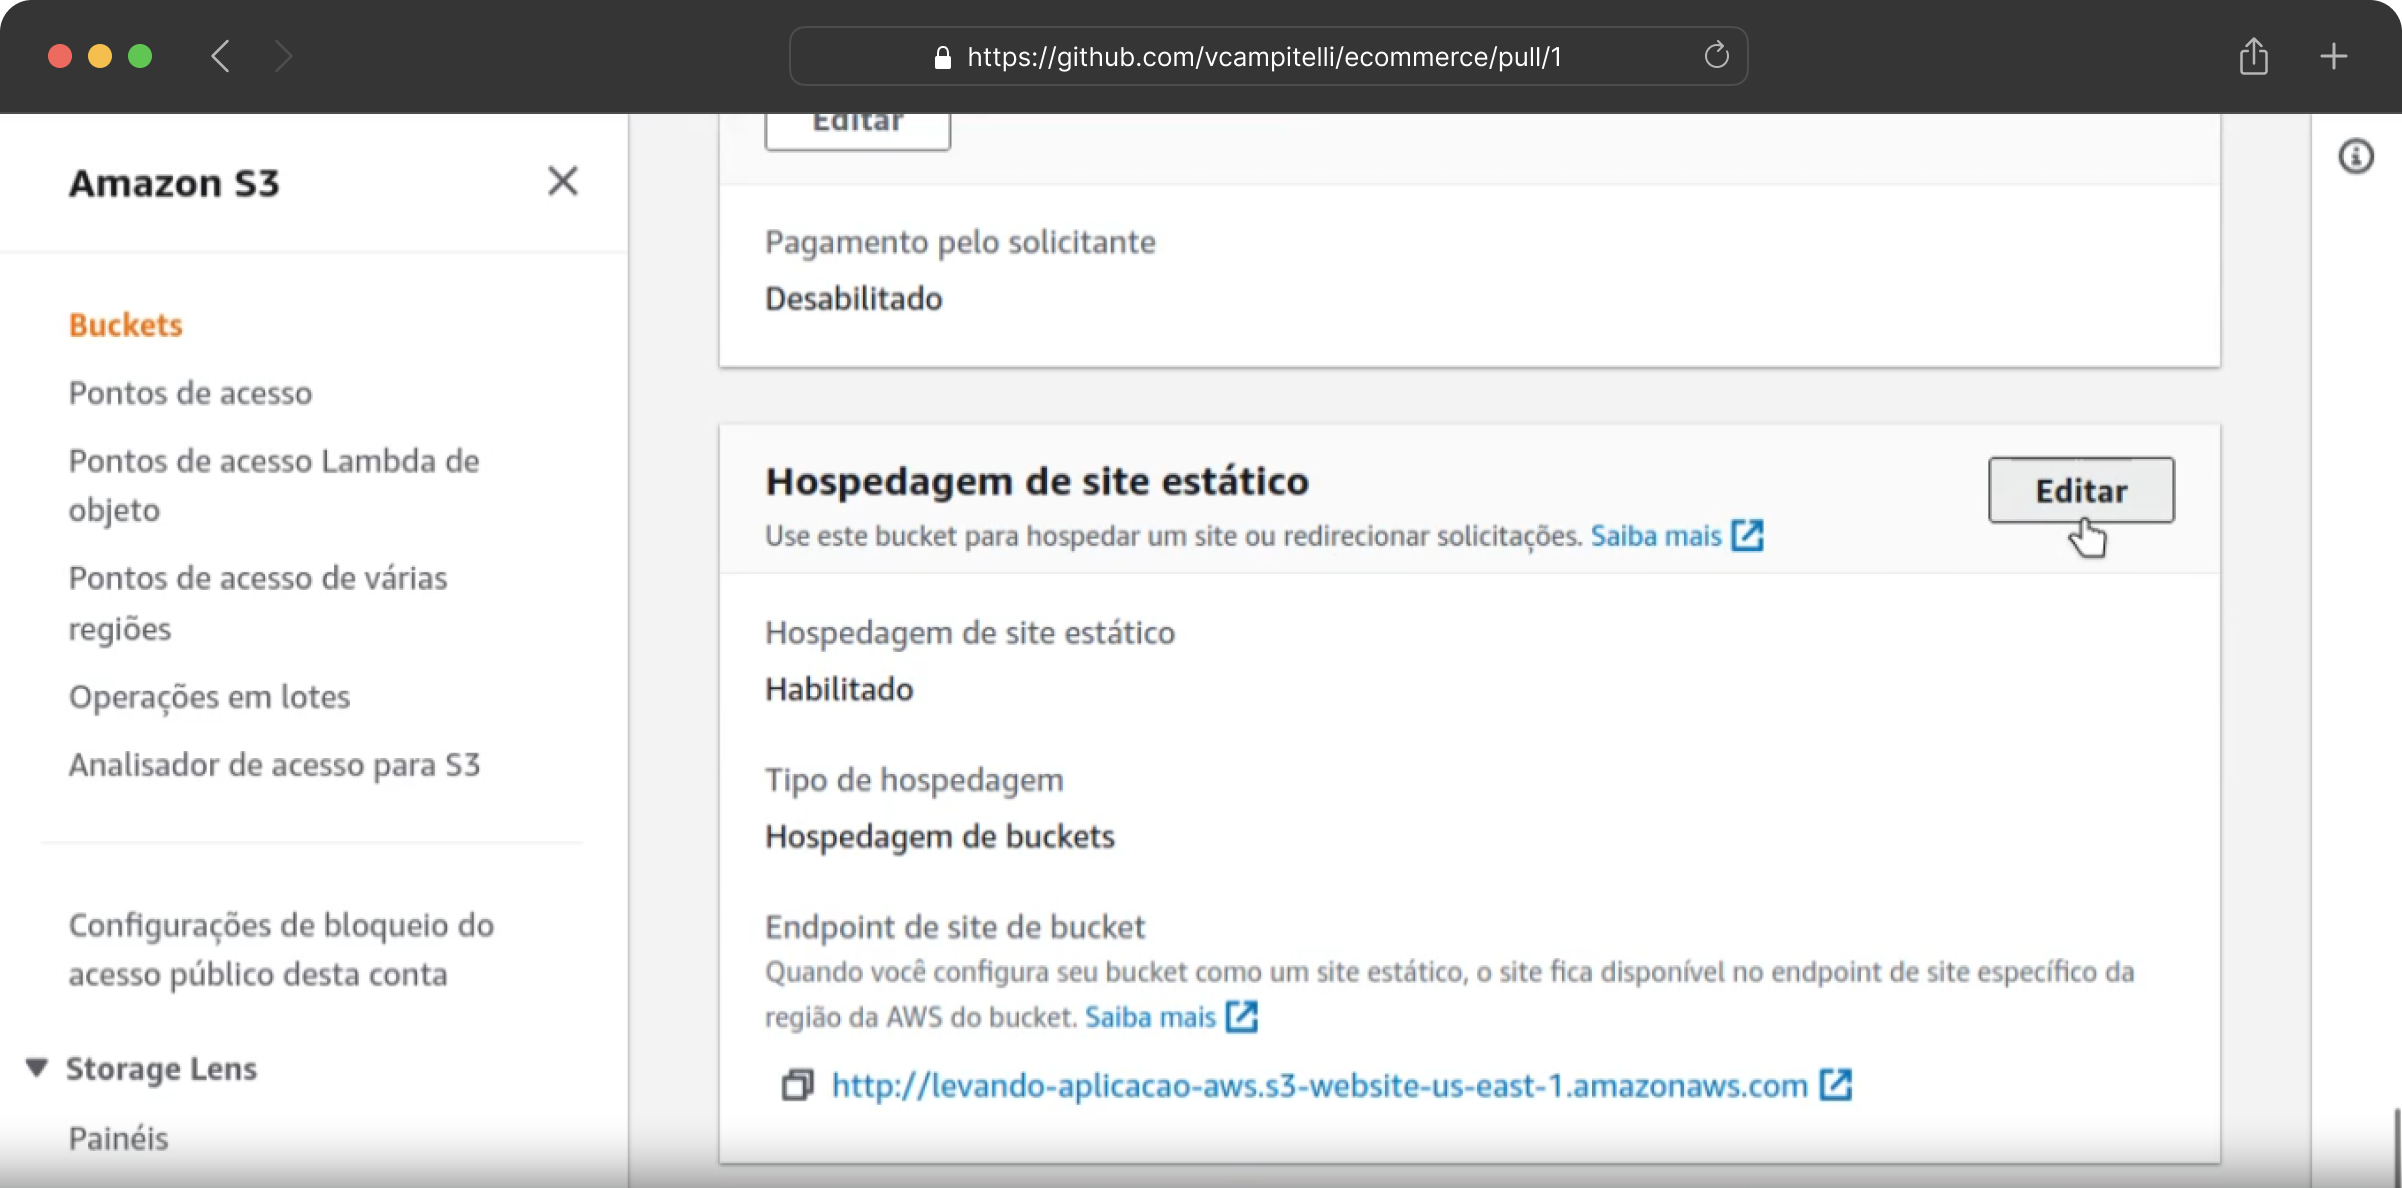 https://github.com/vcampitelli/ecommerce/pull/1
Amazon S3
Buckets
Pontos de acesso
Pontos de acesso Lambda de
objeto
Pontos de acesso de várias
regiões
Operações em lotes
Analisador de acesso para S3
Configurações de bloqueio do
acesso público desta conta
Storage Lens
Painéis
Editar
Pagamento pelo solicitante
Desabilitado
Hospedagem de site estático
Editar
Use este bucket para hospedar um site ou redirecionar solicitações. Saiba mais
Hospedagem de site estático
Habilitado
Tipo de hospedagem
Hospedagem de buckets
Endpoint de site de bucket
Quando você configura seu bucket como um site estático, o site fica disponível no endpoint de site específico da
região da AWS do bucket. Saiba mais
http://levando-aplicacao-aws.s3-website-us-east-1.amazonaws.com